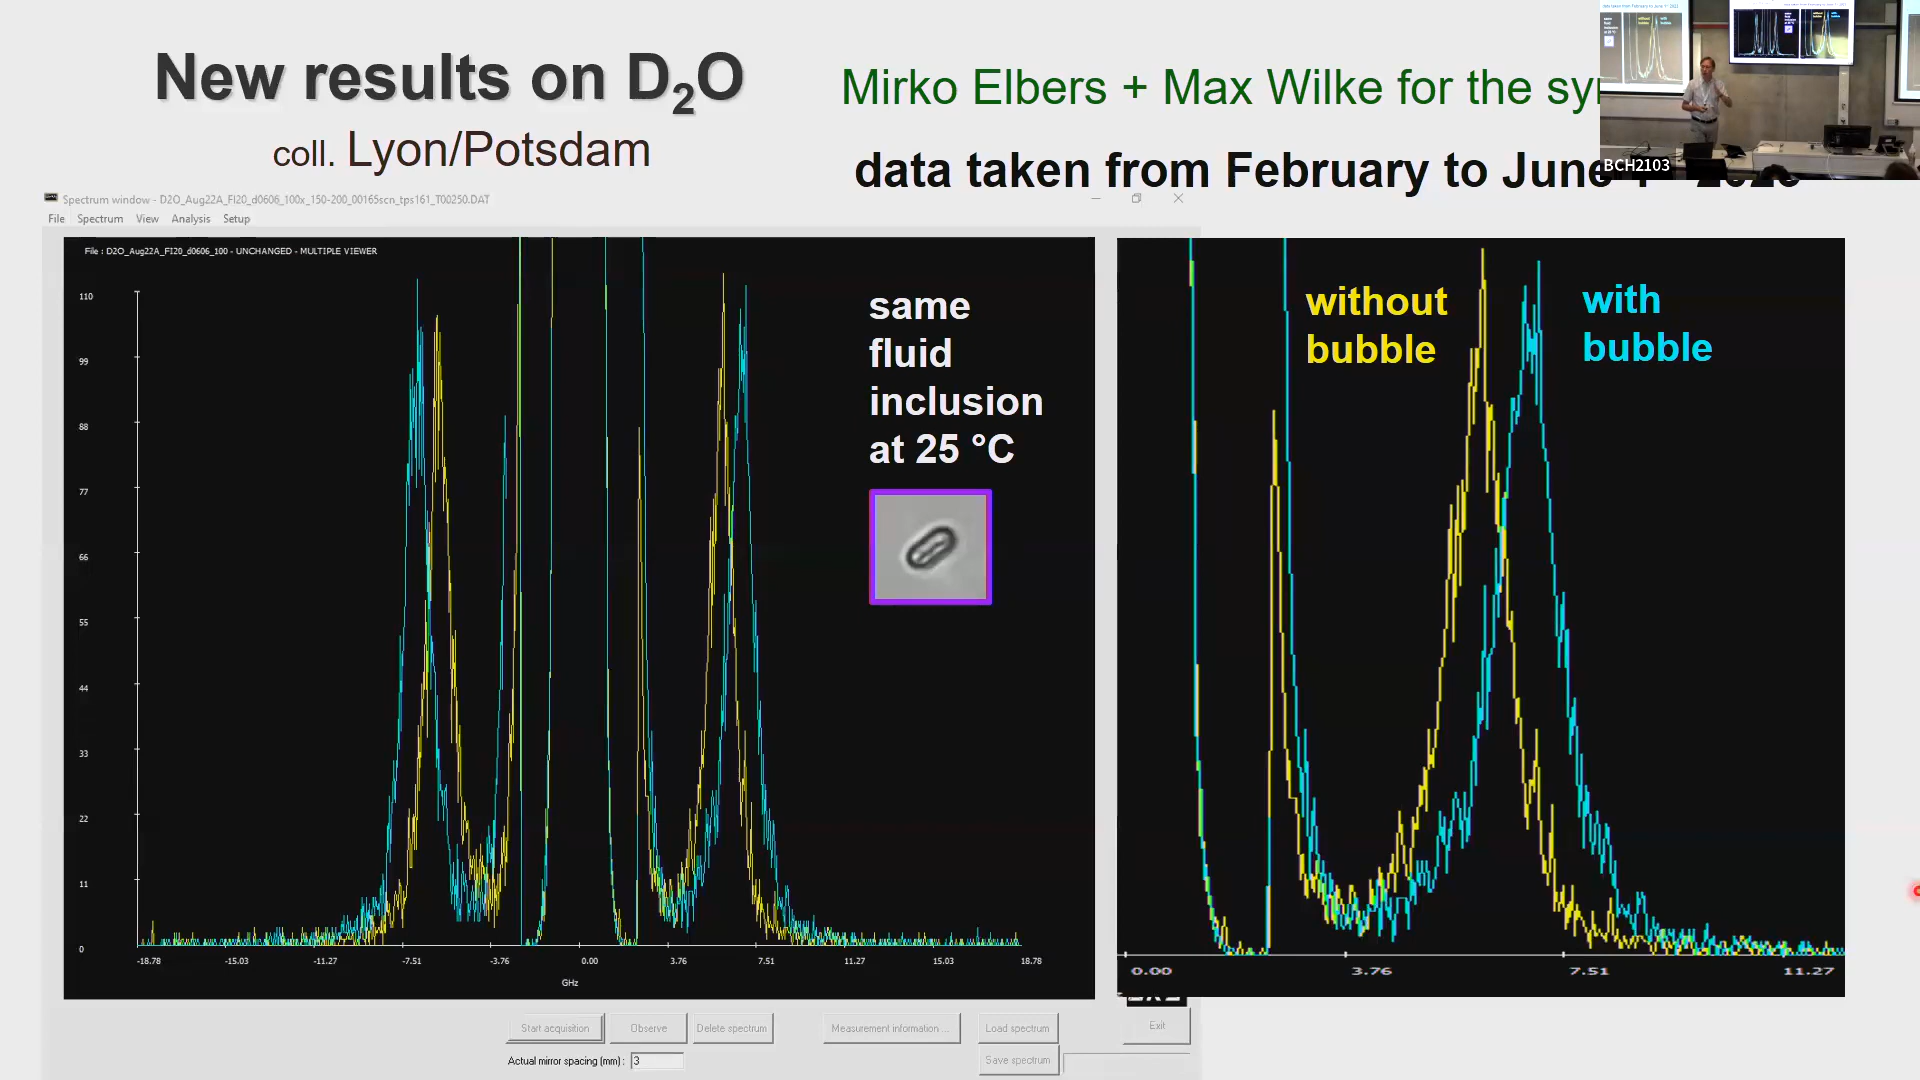 New results on D2O
coll. Lyon/Potsdam
Mirko Elbers + Max Wilke for the sy
data taken from February to June
BCH2103
Spectrum window - D2O_Aug22A_FI20_d0606_100x_150-200_00165scn_tps161_T00250.DAT
File Spectrum View Analysis Setup
File : D2O_Aug22A_FI20_d0606_100 - UNCHANGED - MULTIPLE VIEWER
110
99
88
77
66
55
44
33
22
11
0
-18.78 -15.03 -11.27 -7.51 -3.76 0.00 3.76 7.51 11.27 15.03 18.78
GHz
same
fluid
inclusion
at 25 °C
without
bubble
with
bubble
0.00 3.76 7.51 11.27
Start acquisition Observe Delete spectrum Measurement information ... Load spectrum Exit
Actual mirror spacing (mm) : 3 Save spectrum